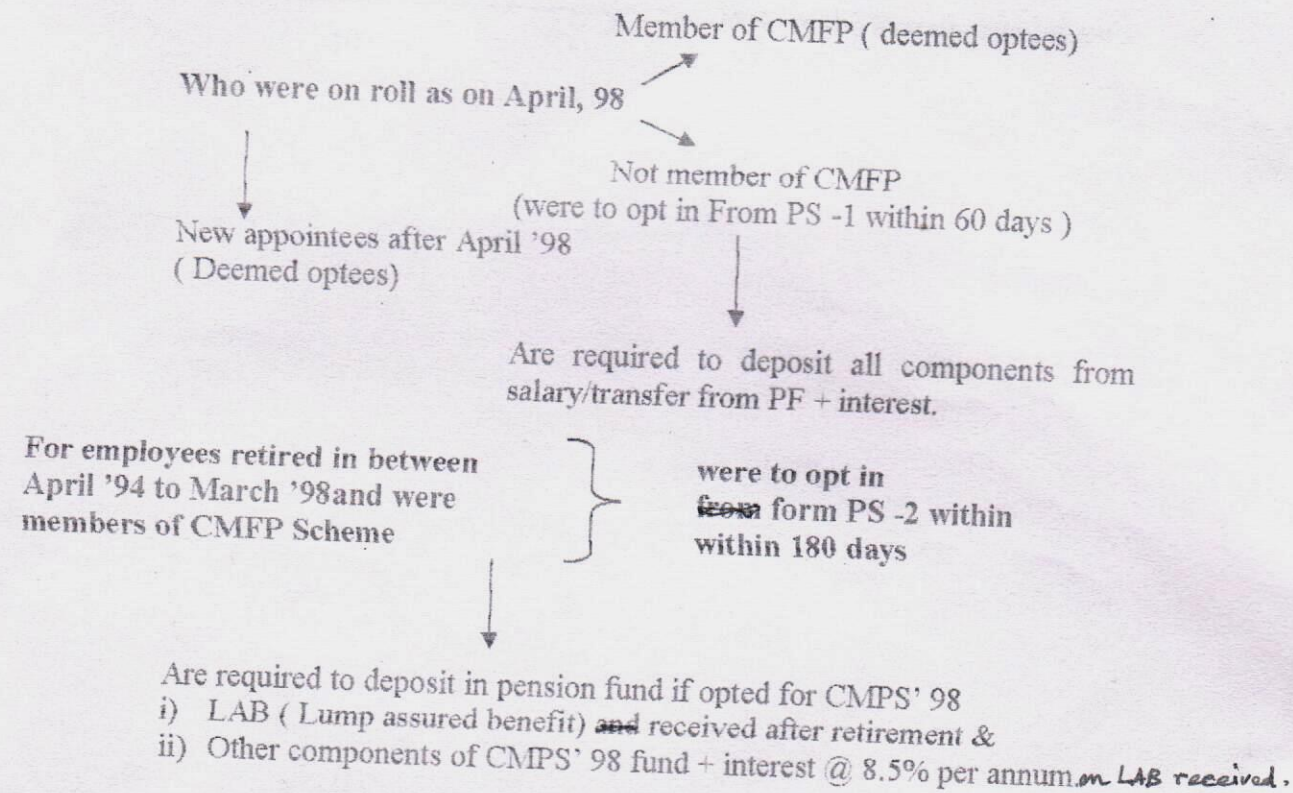 Member of CMFP ( deemed optees)
Who were on roll as on April, 98
Not member of CMFP
(were to opt in From PS -1 within 60 days )
New appointees after April '98
( Deemed optees)
Are required to deposit all components from
salary/transfer from PF + interest.
For employees retired in between
April '94 to March '98and were
members of CMFP Scheme
were to opt in
from form PS -2 within
within 180 days
Are required to deposit in pension fund if opted for CMPS' 98
i) LAB ( Lump assured benefit) and received after retirement &
ii) Other components of CMPS' 98 fund + interest @ 8.5% per annum.on LAB received.